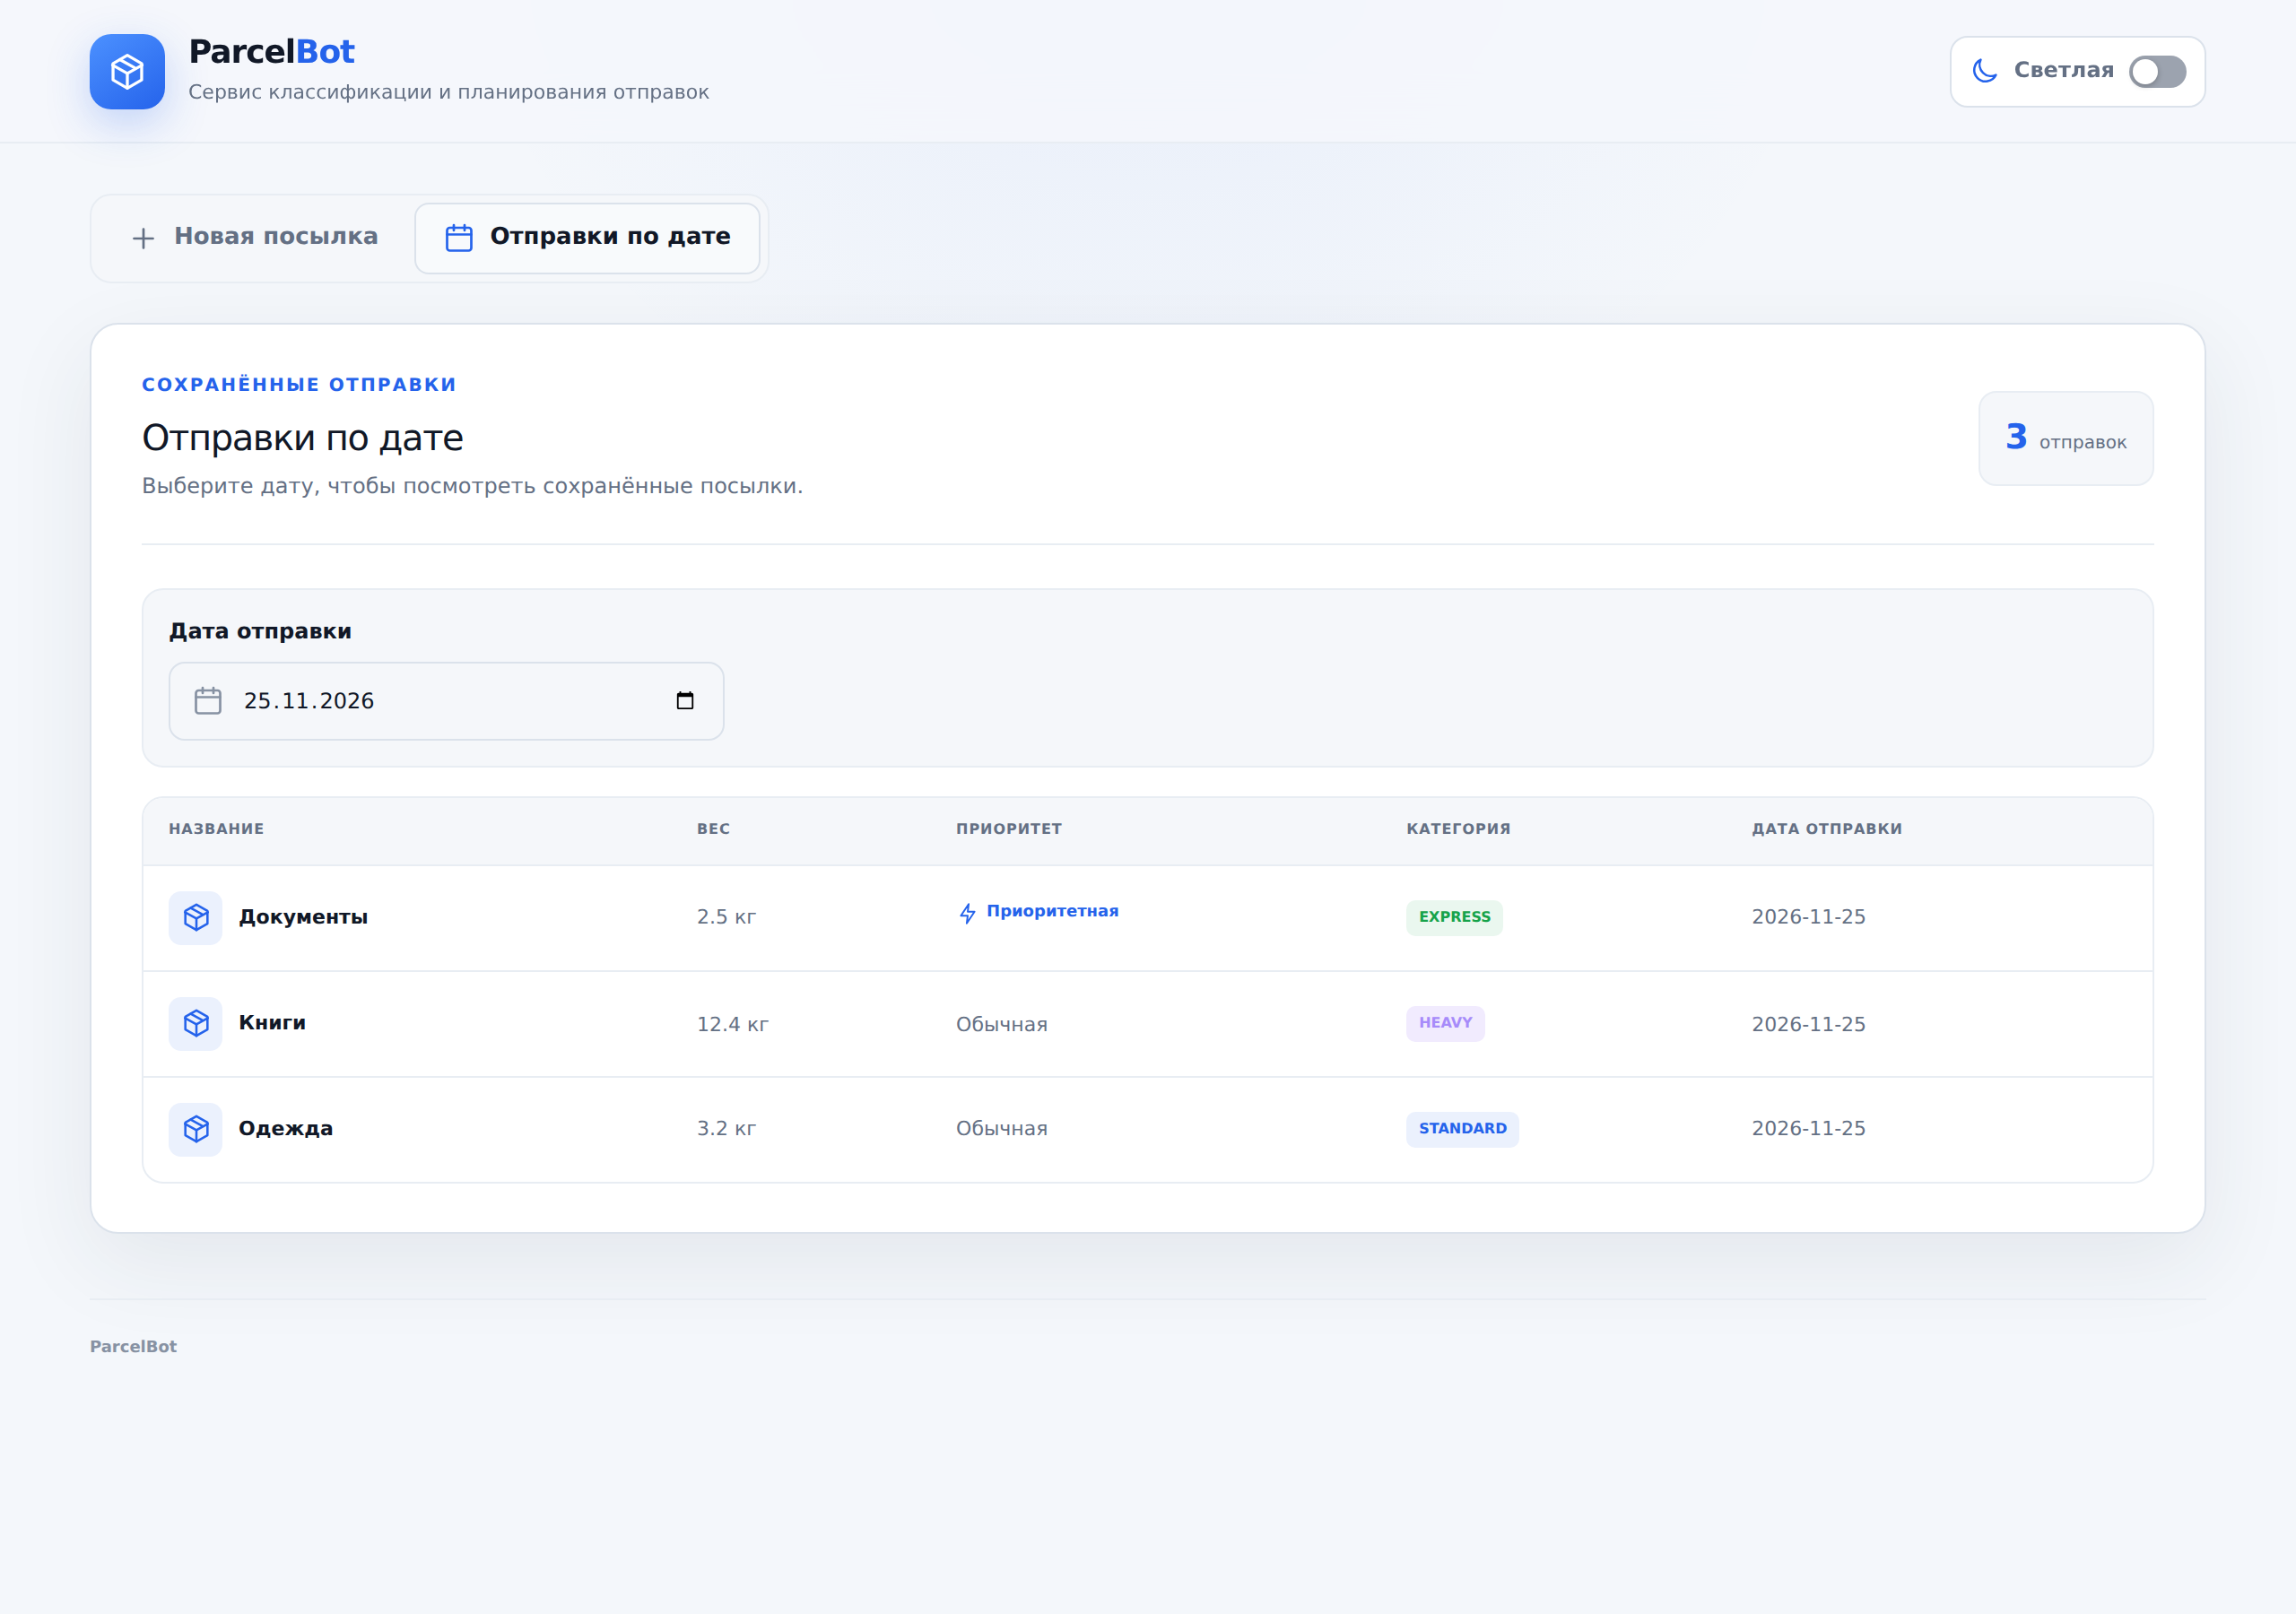 ParcelBot
Сервис классификации и планирования отправок
Светлая
Новая посылка
Отправки по дате
СОХРАНЁННЫЕ ОТПРАВКИ
Отправки по дате
Выберите дату, чтобы посмотреть сохранённые посылки.
3 отправок
Дата отправки
25.11.2026
НАЗВАНИЕ ВЕС ПРИОРИТЕТ КАТЕГОРИЯ ДАТА ОТПРАВКИ
Документы 2.5 кг Приоритетная EXPRESS 2026-11-25
Книги 12.4 кг Обычная HEAVY 2026-11-25
Одежда 3.2 кг Обычная STANDARD 2026-11-25
ParcelBot